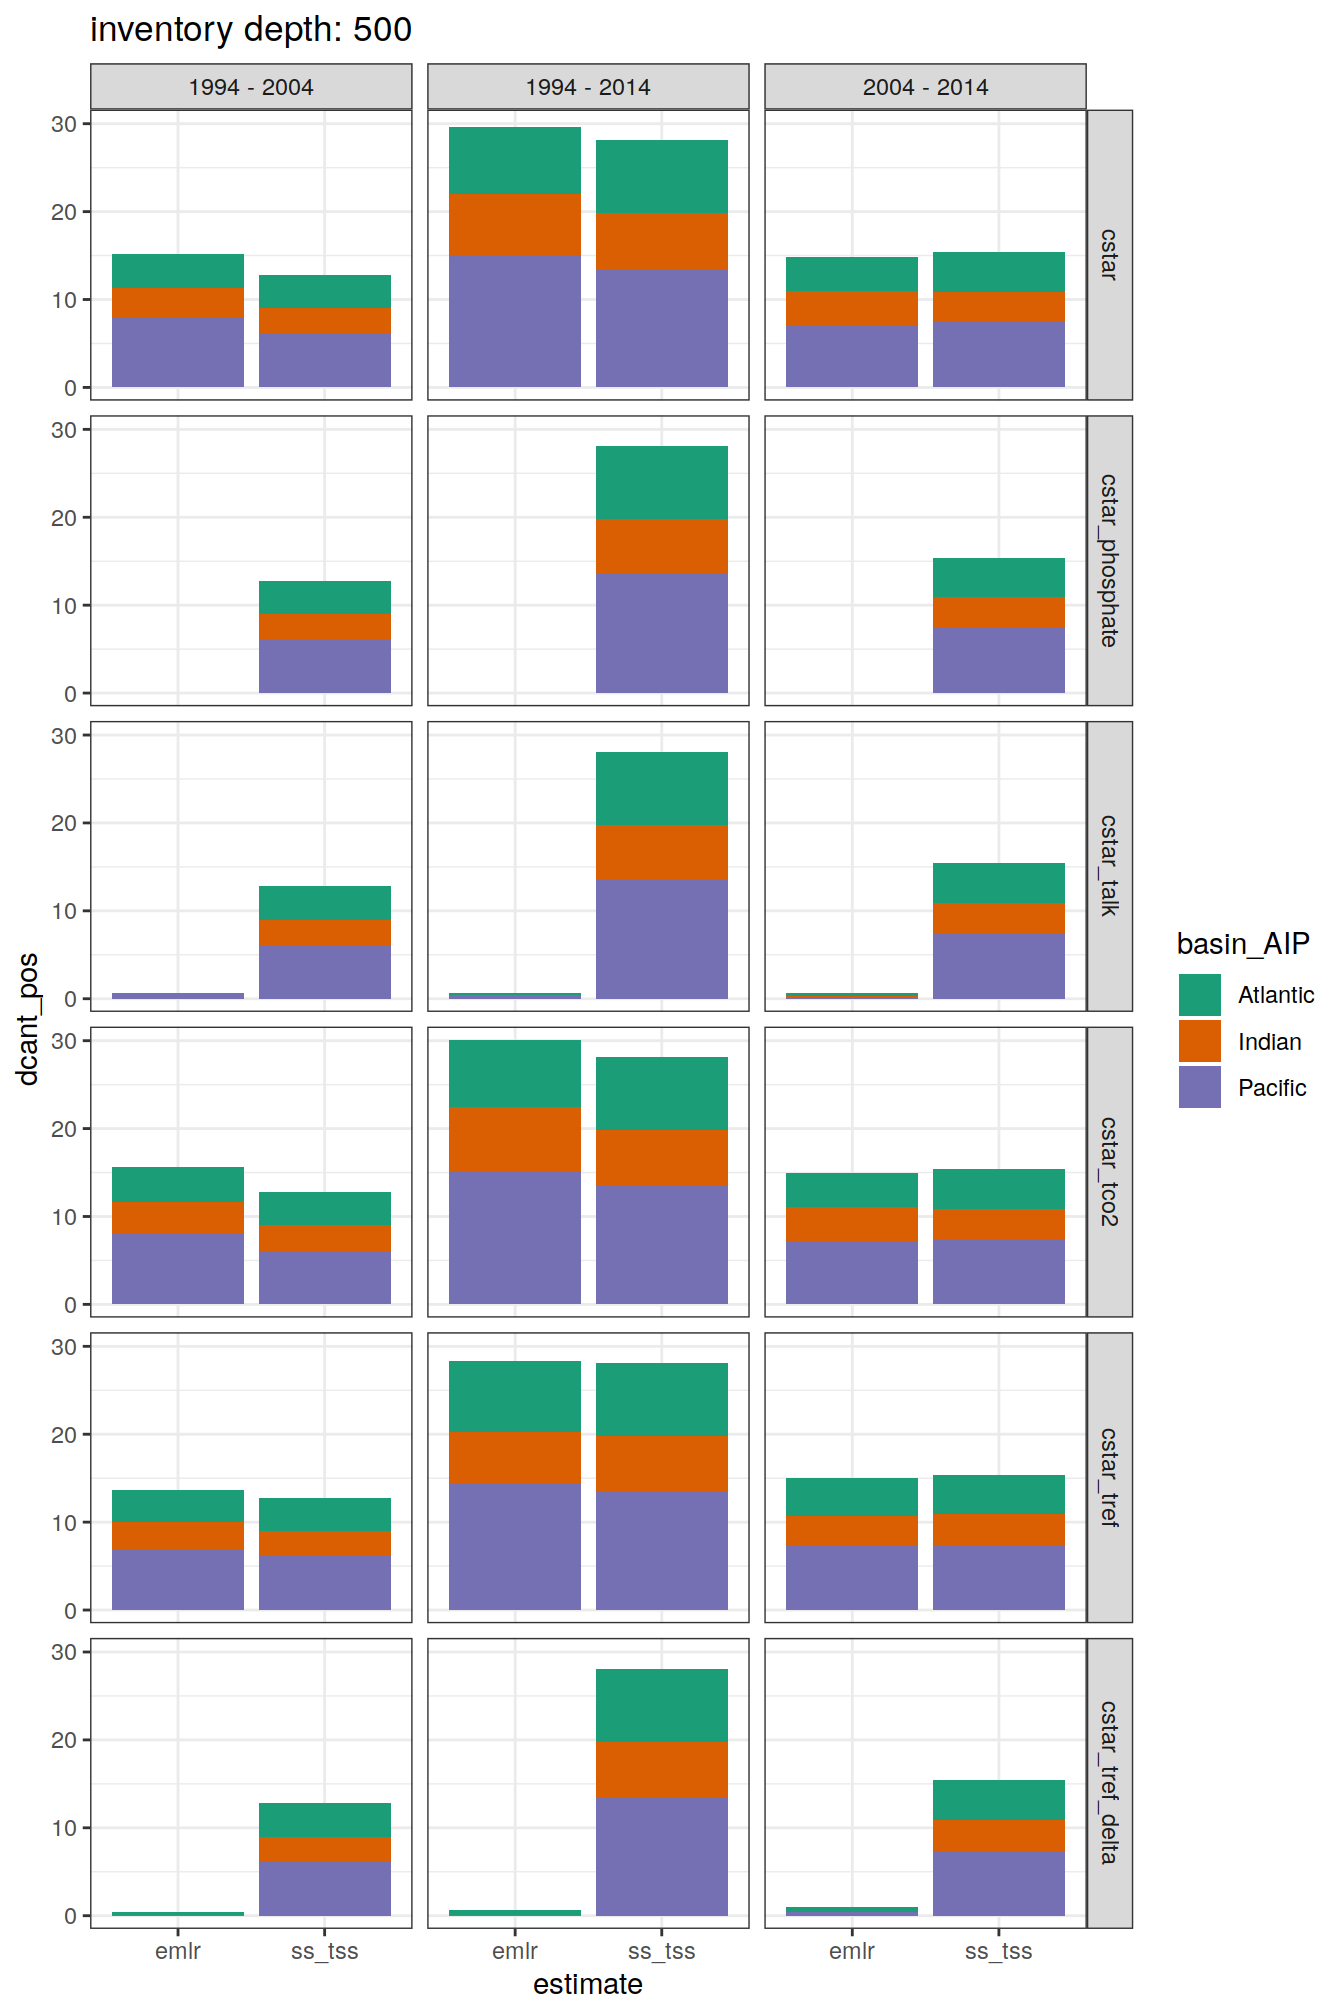 inventory depth: 500
1994 - 2004
1994 - 2014
2004 - 2014
30
20
10
0
cstar
30
20
10
0
cstar_phosphate
30
20
10
0
cstar_talk
30
20
10
0
cstar_tco2
30
20
10
0
cstar_tref
30
20
10
0
cstar_tref_delta
dcant_pos
emlr
ss_tss
emlr
ss_tss
emlr
ss_tss
estimate
basin_AIP
Atlantic
Indian
Pacific